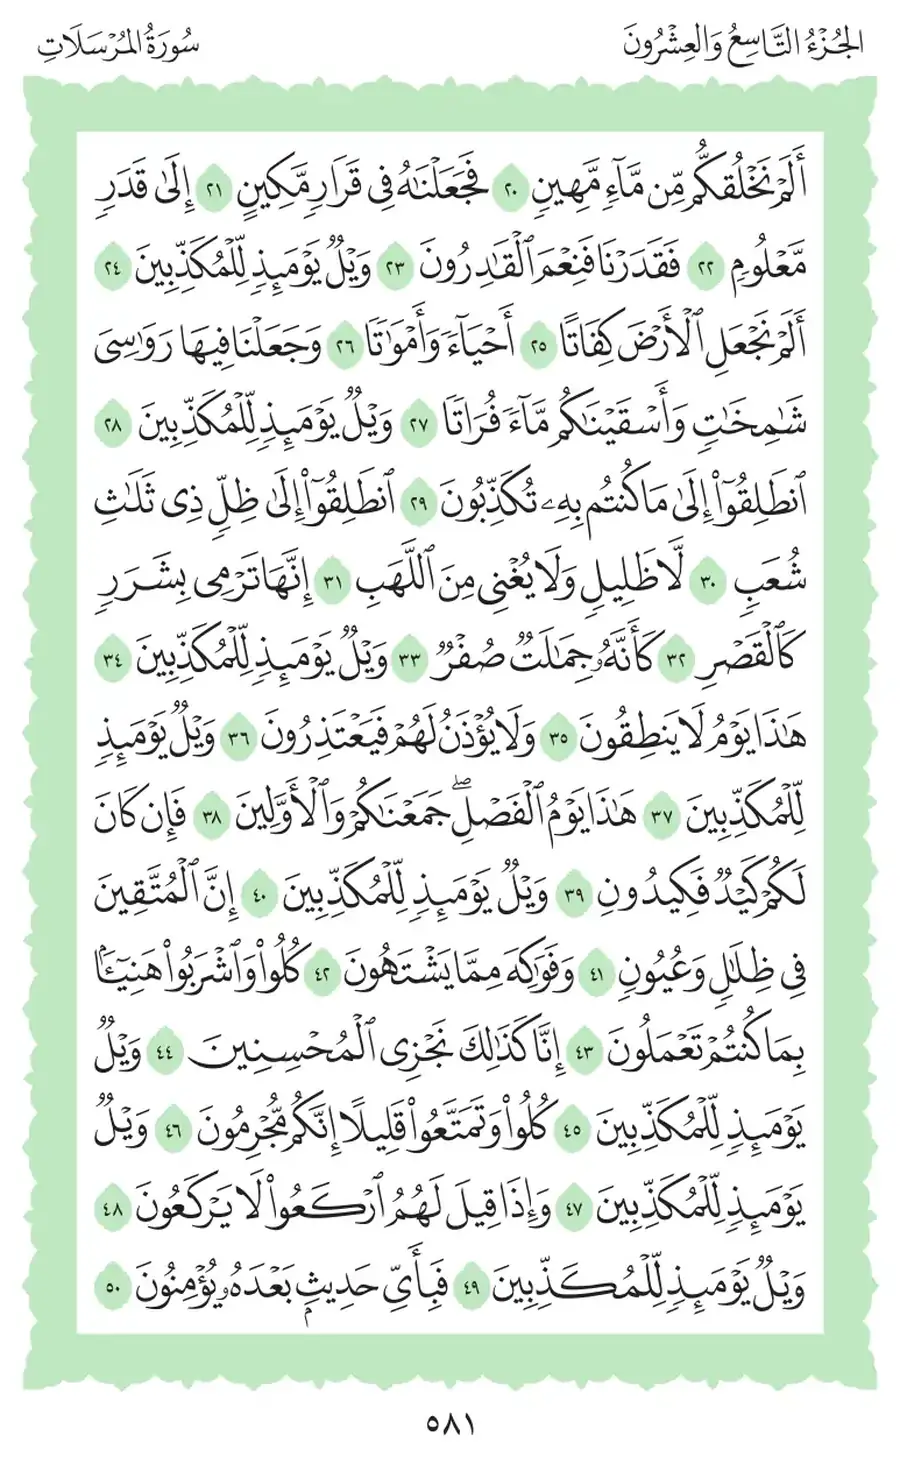 الجُزْءُ التَّاسِعُ وَالعِشْرُونَ
سُورَةُ المُرْسَلَاتِ
أَلَمْ نَخْلُقكُّم مِّن مَّآءٍ مَّهِينٍ ٢٠ فَجَعَلْنَٰهُ فِى قَرَارٍ مَّكِينٍ ٢١ إِلَىٰ قَدَرٍ
مَّعْلُومٍ ٢٢ فَقَدَرْنَا فَنِعْمَ ٱلْقَٰدِرُونَ ٢٣ وَيْلٌ يَوْمَئِذٍ لِّلْمُكَذِّبِينَ ٢٤
أَلَمْ نَجْعَلِ ٱلْأَرْضَ كِفَاتًا ٢٥ أَحْيَآءً وَأَمْوَٰتًا ٢٦ وَجَعَلْنَا فِيهَا رَوَٰسِىَ
شَٰمِخَٰتٍ وَأَسْقَيْنَٰكُم مَّآءً فُرَاتًا ٢٧ وَيْلٌ يَوْمَئِذٍ لِّلْمُكَذِّبِينَ ٢٨
ٱنطَلِقُوٓا۟ إِلَىٰ مَا كُنتُم بِهِۦ تُكَذِّبُونَ ٢٩ ٱنطَلِقُوٓا۟ إِلَىٰ ظِلٍّ ذِى ثَلَٰثِ
شُعَبٍ ٣٠ لَّا ظَلِيلٍ وَلَا يُغْنِى مِنَ ٱللَّهَبِ ٣١ إِنَّهَا تَرْمِى بِشَرَرٍ
كَٱلْقَصْرِ ٣٢ كَأَنَّهُۥ جِمَٰلَتٌ صُفْرٌ ٣٣ وَيْلٌ يَوْمَئِذٍ لِّلْمُكَذِّبِينَ ٣٤
هَٰذَا يَوْمُ لَا يَنطِقُونَ ٣٥ وَلَا يُؤْذَنُ لَهُمْ فَيَعْتَذِرُونَ ٣٦ وَيْلٌ يَوْمَئِذٍ
لِّلْمُكَذِّبِينَ ٣٧ هَٰذَا يَوْمُ ٱلْفَصْلِ ۖ جَمَعْنَٰكُمْ وَٱلْأَوَّلِينَ ٣٨ فَإِن كَانَ
لَكُمْ كَيْدٌ فَكِيدُونِ ٣٩ وَيْلٌ يَوْمَئِذٍ لِّلْمُكَذِّبِينَ ٤٠ إِنَّ ٱلْمُتَّقِينَ
فِى ظِلَٰلٍ وَعُيُونٍ ٤١ وَفَوَٰكِهَ مِمَّا يَشْتَهُونَ ٤٢ كُلُوا۟ وَٱشْرَبُوا۟ هَنِيٓـًٔۢا
بِمَا كُنتُمْ تَعْمَلُونَ ٤٣ إِنَّا كَذَٰلِكَ نَجْزِى ٱلْمُحْسِنِينَ ٤٤ وَيْلٌ
يَوْمَئِذٍ لِّلْمُكَذِّبِينَ ٤٥ كُلُوا۟ وَتَمَتَّعُوا۟ قَلِيلًا إِنَّكُم مُّجْرِمُونَ ٤٦ وَيْلٌ
يَوْمَئِذٍ لِّلْمُكَذِّبِينَ ٤٧ وَإِذَا قِيلَ لَهُمُ ٱرْكَعُوا۟ لَا يَرْكَعُونَ ٤٨
وَيْلٌ يَوْمَئِذٍ لِّلْمُكَذِّبِينَ ٤٩ فَبِأَىِّ حَدِيثٍۭ بَعْدَهُۥ يُؤْمِنُونَ ٥٠
٥٨١